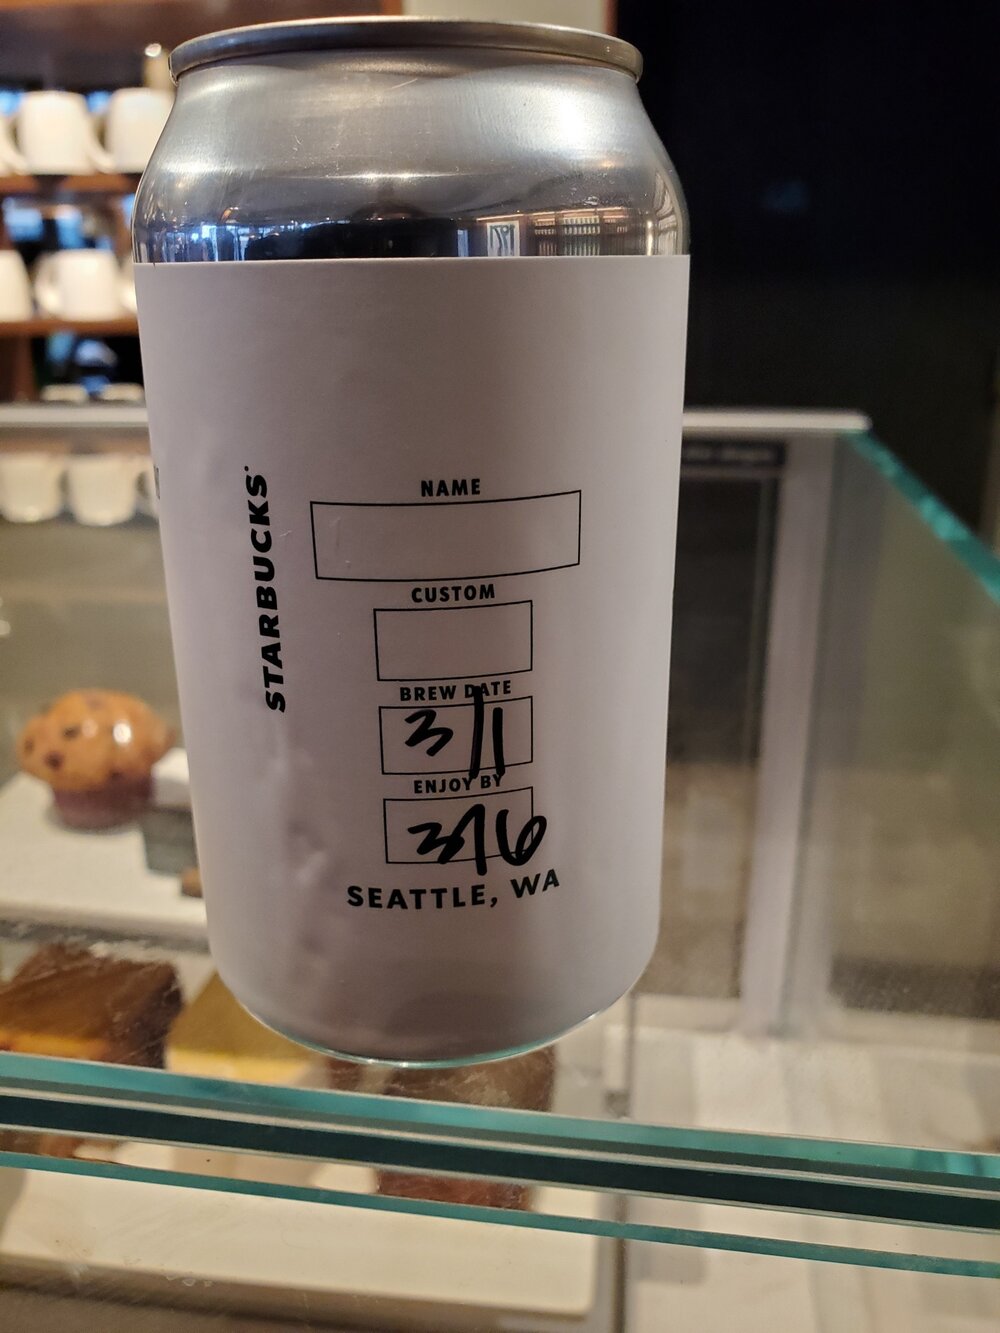 STARBUCKS
NAME
CUSTOM
BREW DATE
3/1
ENJOY BY
3/6
SEATTLE, WA